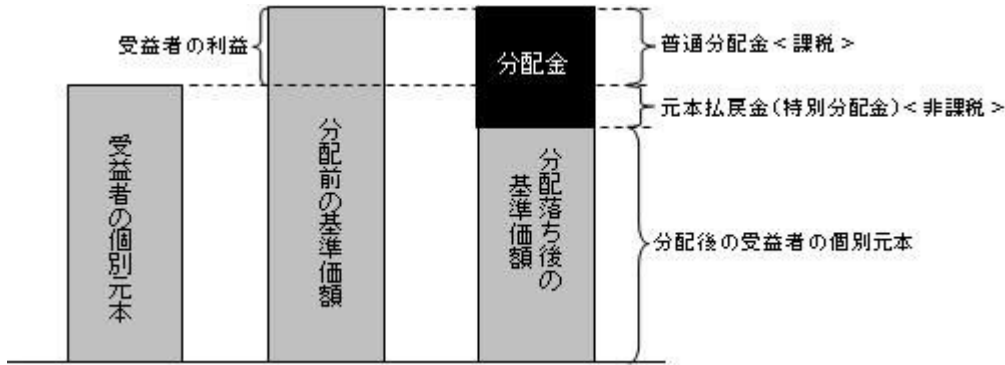 受益者の利益
分配金
普通分配金<課税>
元本払戻金(特別分配金)<非課税>
受益者の個別元本
分配前の基準価額
分配落ち後の
基準価額
分配後の受益者の個別元本